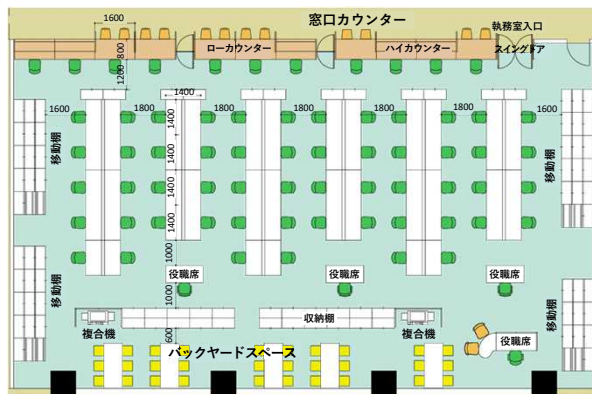 窓口カウンター
1600
執務室入口
ローカウンター
ハイカウンター
スイングドア
800
1200
1400
1600
1800
1800
1800
1800
1800
1600
1400
1400
1400
1400
移動棚
移動棚
1000
役職席
役職席
役職席
移動棚
移動棚
1000
収納棚
複合機
複合機
600
役職席
バックヤードスペース